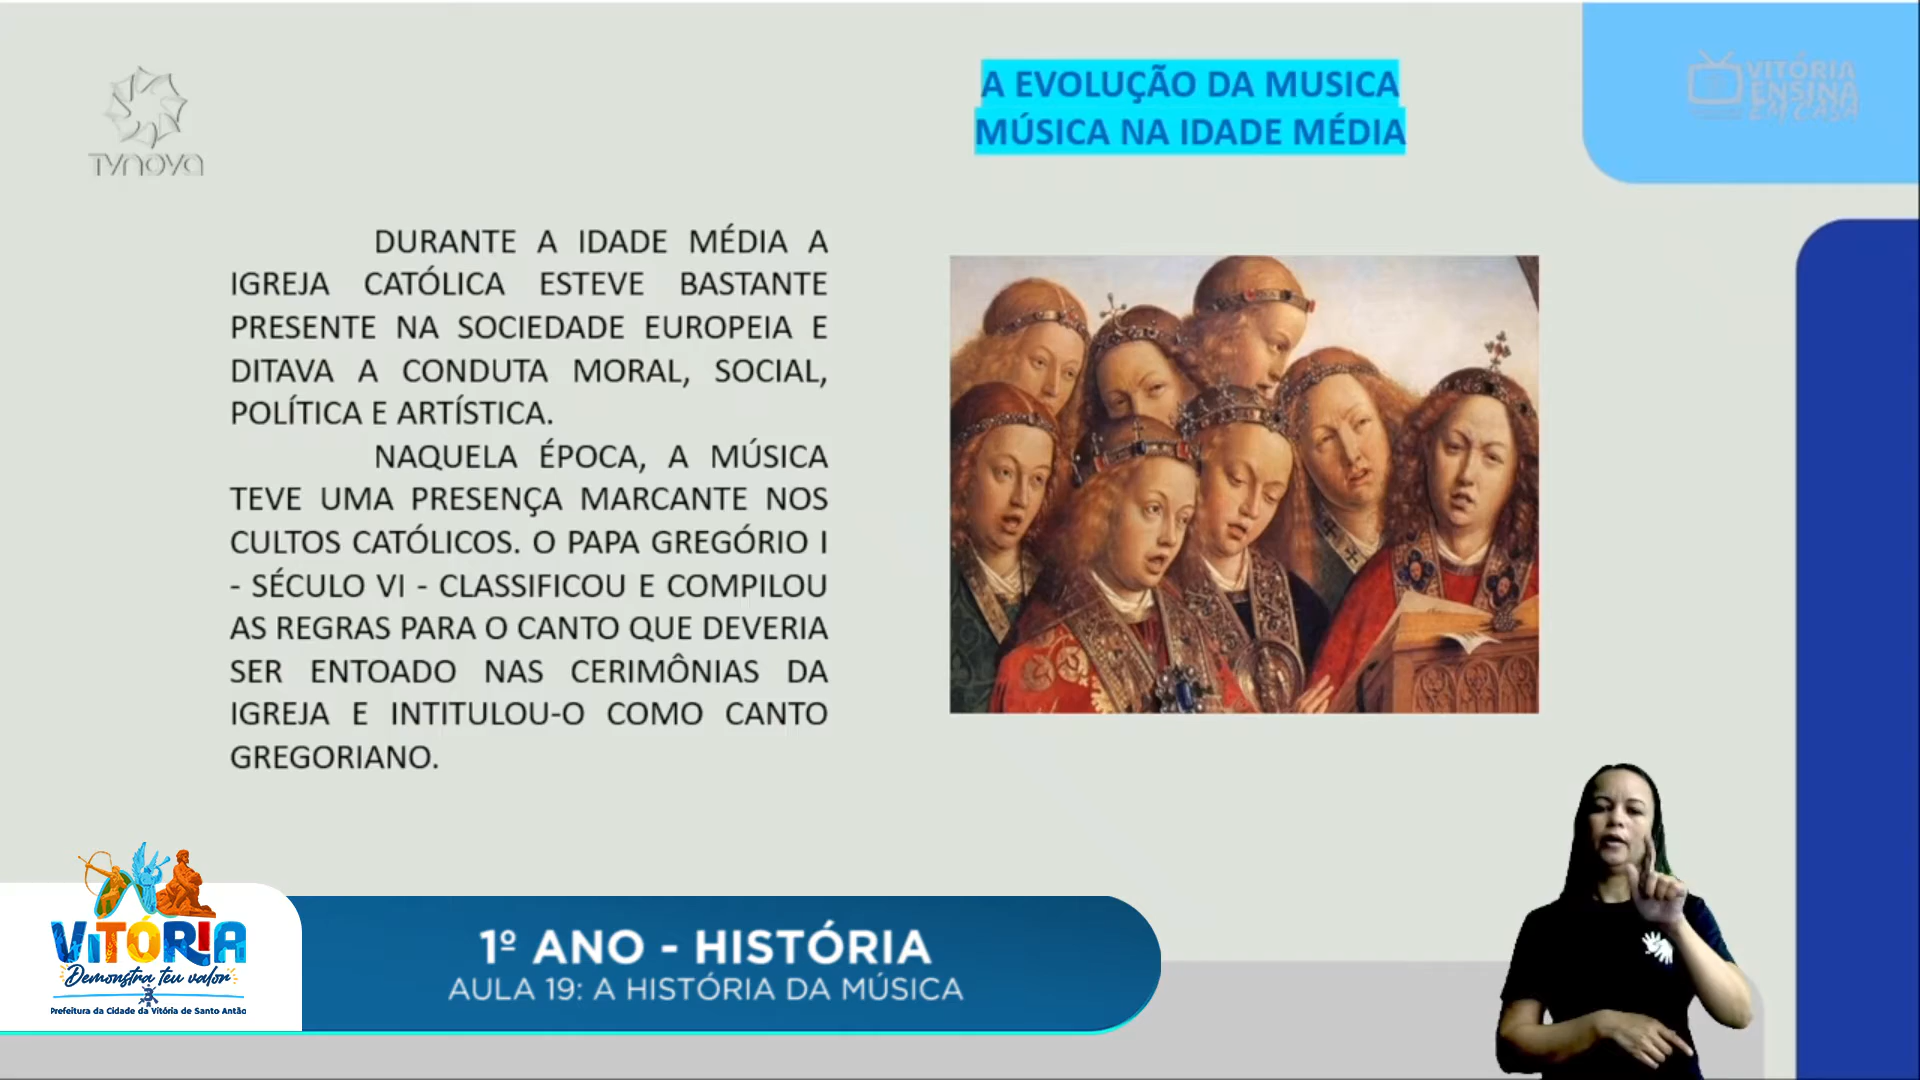 TVNOVA
A EVOLUÇÃO DA MUSICA
MÚSICA NA IDADE MÉDIA
VITÓRIA
ENSINA
EM CASA
DURANTE A IDADE MÉDIA A
IGREJA CATÓLICA ESTEVE BASTANTE
PRESENTE NA SOCIEDADE EUROPEIA E
DITAVA A CONDUTA MORAL, SOCIAL,
POLÍTICA E ARTÍSTICA.
NAQUELA ÉPOCA, A MÚSICA
TEVE UMA PRESENÇA MARCANTE NOS
CULTOS CATÓLICOS. O PAPA GREGÓRIO I
- SÉCULO VI - CLASSIFICOU E COMPILOU
AS REGRAS PARA O CANTO QUE DEVERIA
SER ENTOADO NAS CERIMÔNIAS DA
IGREJA E INTITULOU-O COMO CANTO
GREGORIANO.
VITÓRIA
Demonstra teu valor
Prefeitura da Cidade da Vitória de Santo Antão
1º ANO - HISTÓRIA
AULA 19: A HISTÓRIA DA MÚSICA